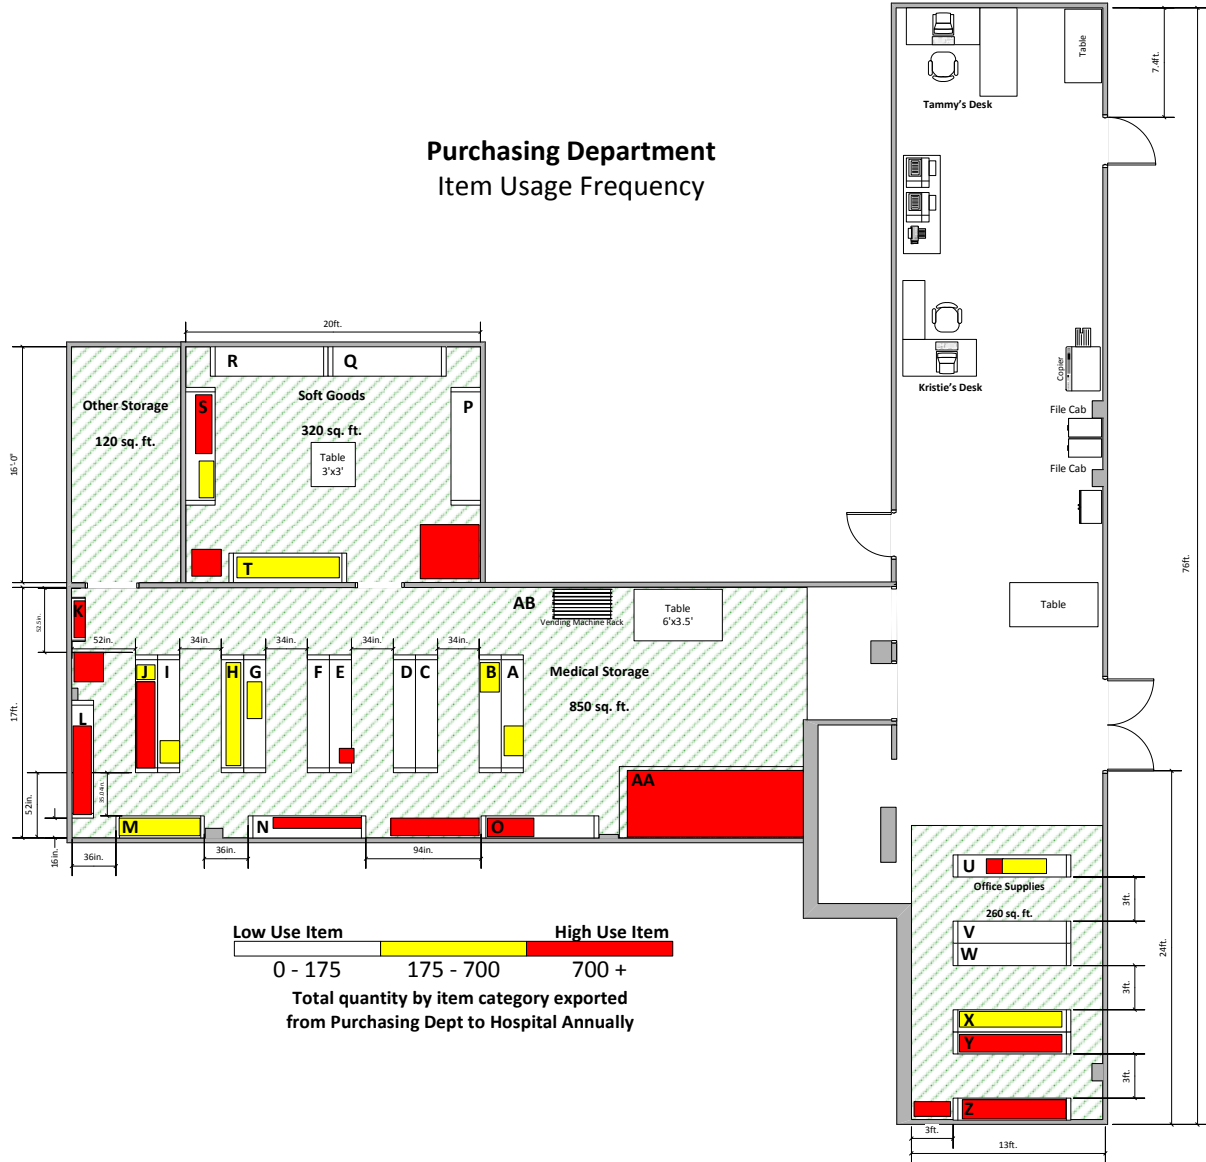 Table
7.4ft.
Tammy's Desk
Purchasing Department
Item Usage Frequency
20ft.
R
Q
Copier
Kristie's Desk
Soft Goods
S
P
Other Storage
File Cab
320 sq. ft.
120 sq. ft.
Table
3'x3'
16'-0"
File Cab
T
76ft.
K
AB
Vending Machine Rack
Table
6'x3.5'
Table
52.5in.
52in.
34in.
34in.
34in.
34in.
J
I
H
G
F
E
D
C
B
A
Medical Storage
850 sq. ft.
17ft.
L
AA
52in.
35.04in.
M
N
O
16in.
36in.
36in.
94in.
U
Office Supplies
3ft.
260 sq. ft.
V
W
24ft.
Low Use Item
High Use Item
0 - 175
175 - 700
700 +
3ft.
Total quantity by item category exported
from Purchasing Dept to Hospital Annually
X
Y
3ft.
Z
3ft.
13ft.